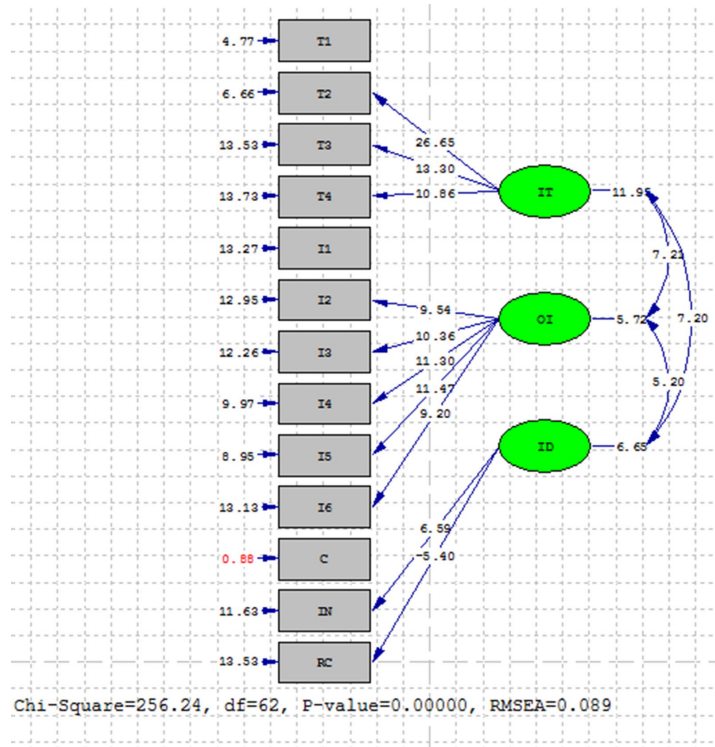 4.77 T1
6.66 T2
26.65
13.53 T3
13.30
13.73 T4
10.86 IT 11.95
13.27 I1
7.21
12.95 I2
9.54
OI 5.72
7.20
12.26 I3
10.36
11.30
5.20
9.97 I4
11.47
9.20
8.95 I5
ID 6.65
13.13 I6
6.59
0.88 C
-5.40
11.63 IN
13.53 RC
Chi-Square=256.24, df=62, P-value=0.00000, RMSEA=0.089